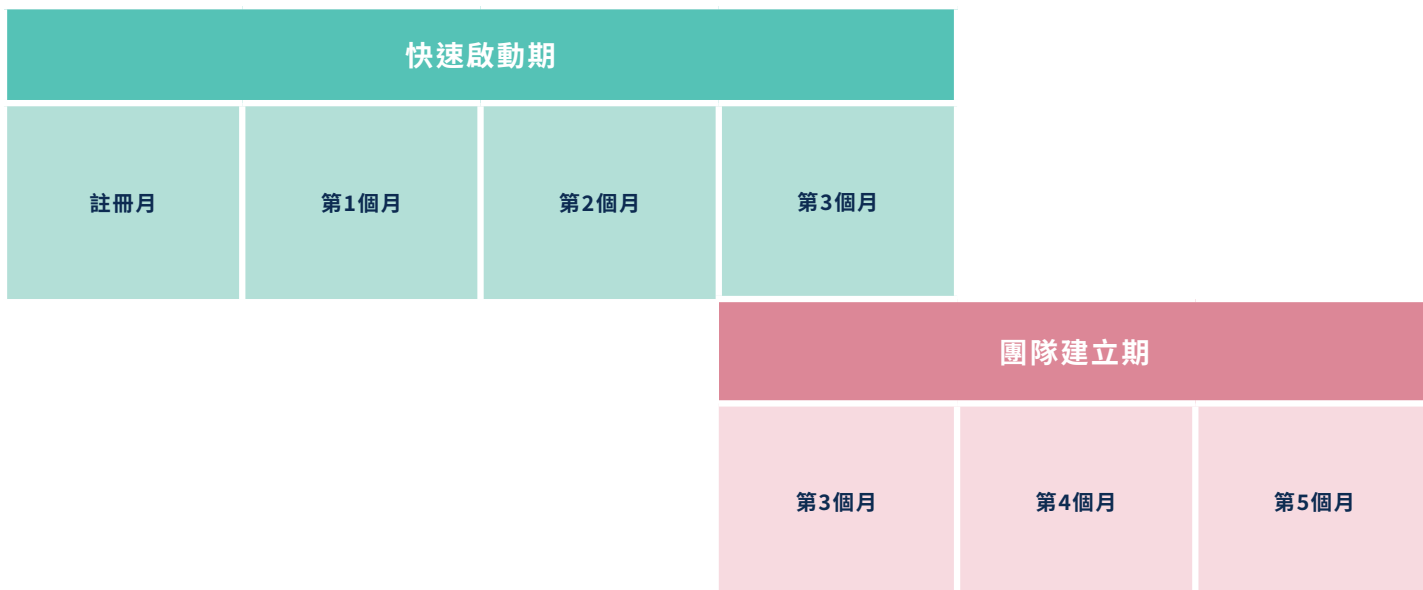 快速啟動期
註冊月
第1個月
第2個月
第3個月
團隊建立期
第3個月
第4個月
第5個月